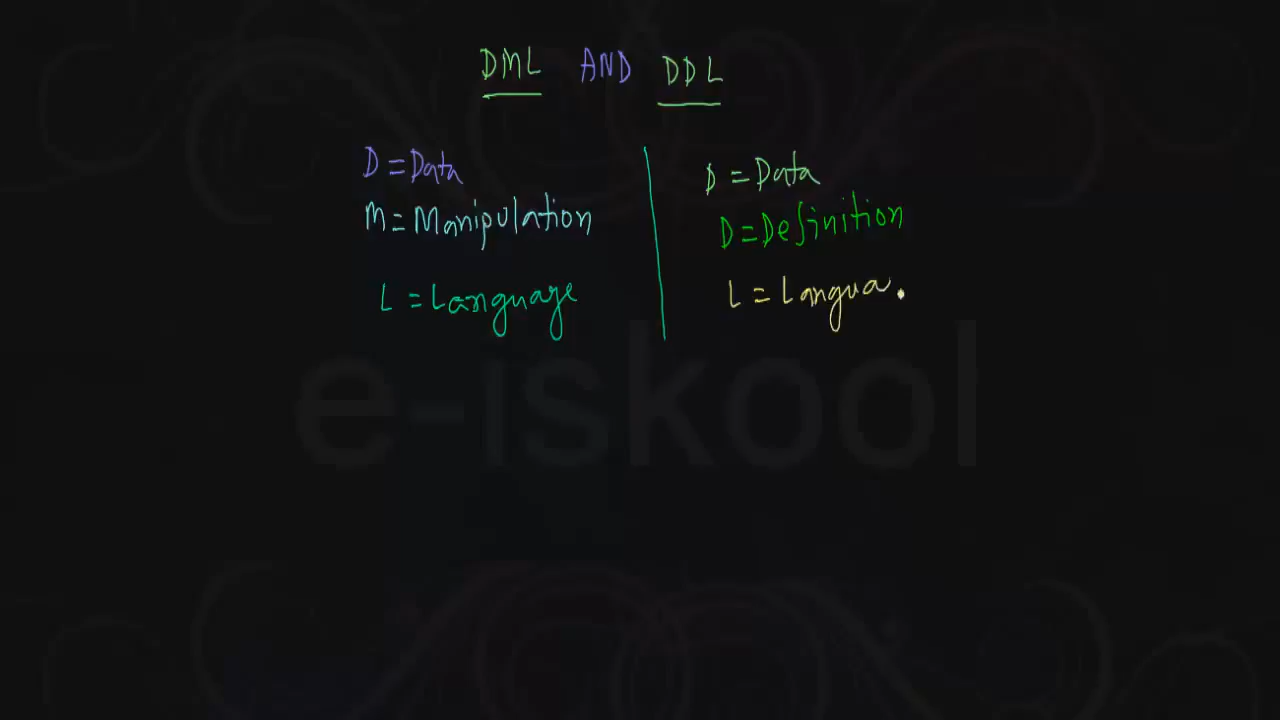 DML AND DDL
D = Data
M = Manipulation
L = Language
D = Data
D = Definition
L = Langua
e-iskool